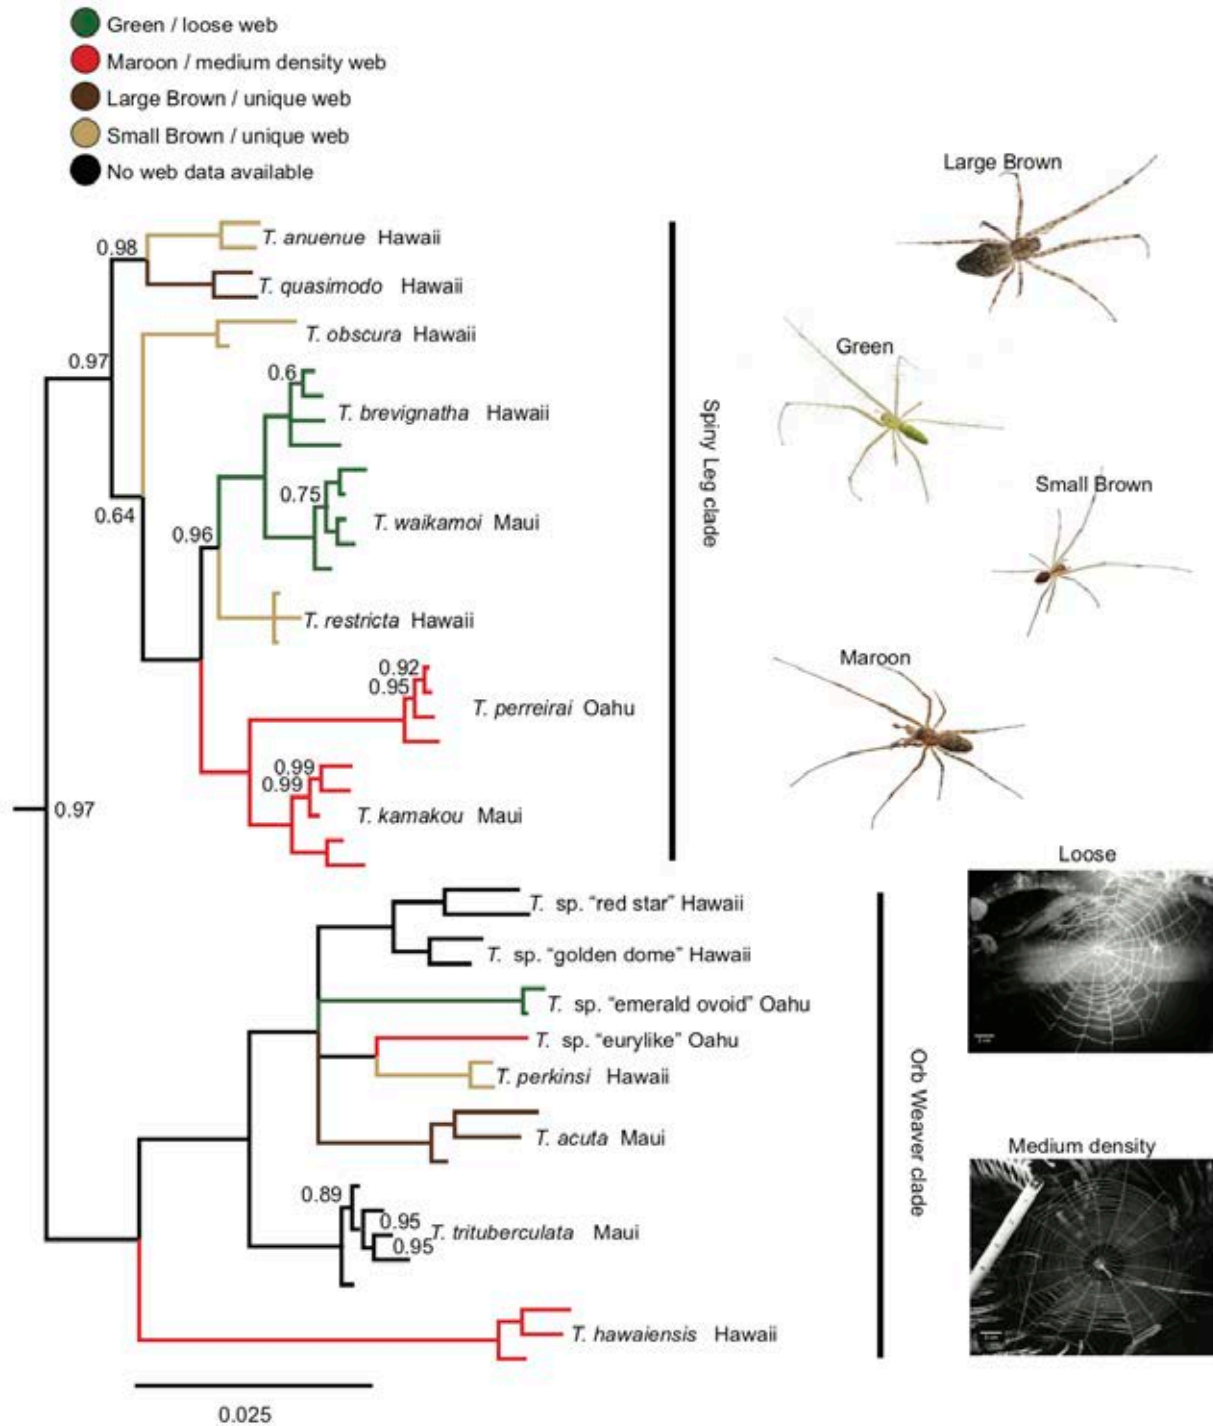 Green / loose web
Maroon / medium density web
Large Brown / unique web
Small Brown / unique web
No web data available
Large Brown
0.98
T. anuenue Hawaii
T. quasimodo Hawaii
T. obscura Hawaii
Green
0.97
0.6
T. brevignatha Hawaii
Spiny Leg clade
Small Brown
0.75
0.64
T. waikamoi Maui
0.96
T. restricta Hawaii
Maroon
0.92
0.95
T. perreirai Oahu
0.99
0.99
0.97
T. kamakou Maui
Loose
T. sp. “red star” Hawaii
T. sp. “golden dome” Hawaii
T. sp. “emerald ovoid” Oahu
T. sp. “eurylike” Oahu
T. perkinsi Hawaii
Orb Weaver clade
T. acuta Maui
Medium density
0.89
0.95
T. trituberculata Maui
0.95
T. hawaiensis Hawaii
0.025